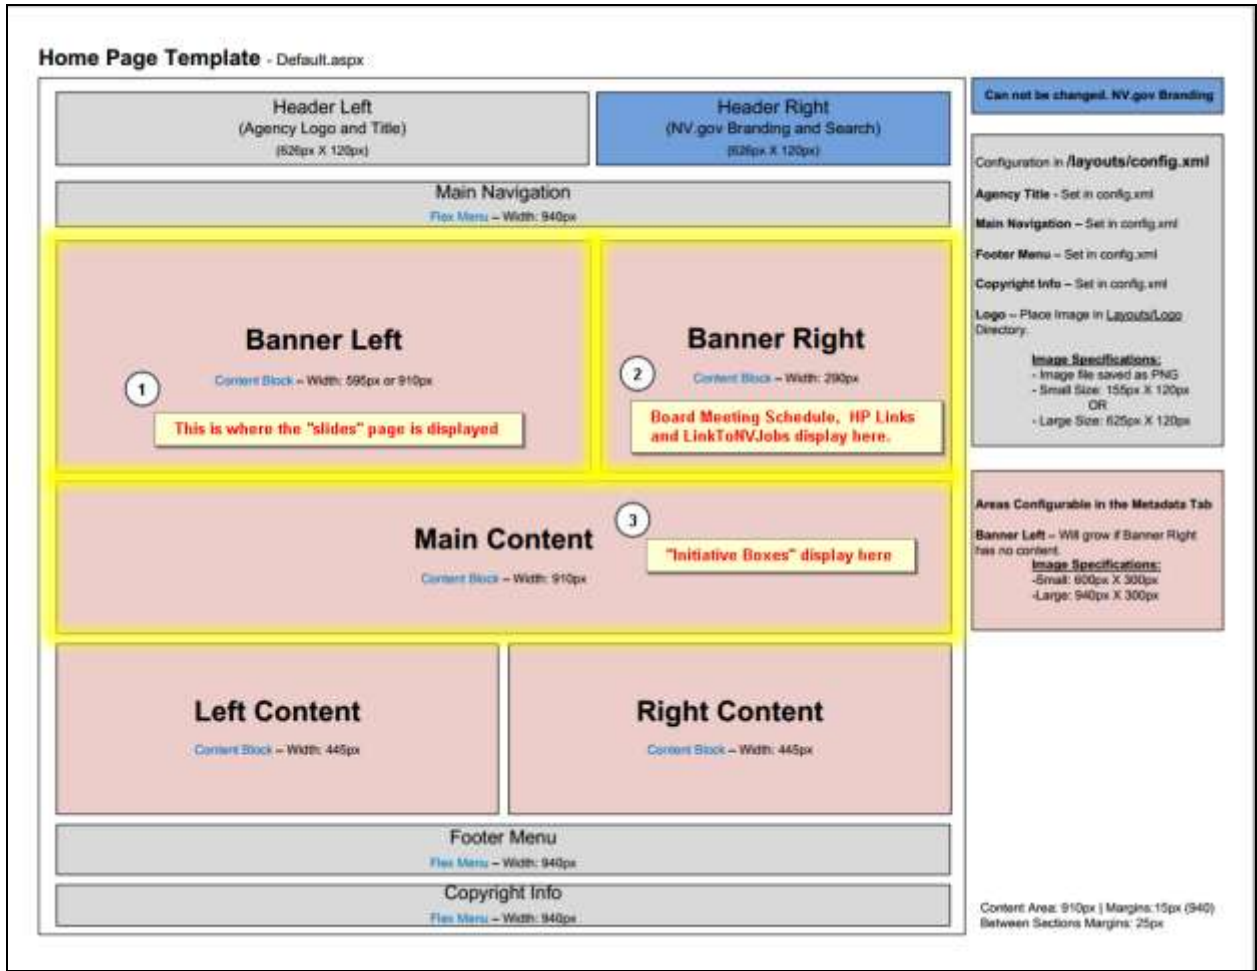 Home Page Template - Default.aspx
Header Left
(Agency Logo and Title)
(626px X 120px)
Header Right
(NV.gov Branding and Search)
(626px X 120px)
Main Navigation
Flex Menu – Width: 940px
Banner Left
Content Block – Width: 595px or 910px
1
This is where the "slides" page is displayed
Banner Right
2
Content Block – Width: 290px
Board Meeting Schedule, HP Links
and LinkToNVJobs display here.
Main Content
3
"Initiative Boxes" display here
Content Block – Width: 910px
Left Content
Content Block – Width: 445px
Right Content
Content Block – Width: 445px
Footer Menu
Flex Menu – Width: 940px
Copyright Info
Flex Menu – Width: 940px
Can not be changed. NV.gov Branding
Configuration in /layouts/config.xml
Agency Title - Set in config.xml
Main Navigation – Set in config.xml
Footer Menu – Set in config.xml
Copyright Info – Set in config.xml
Logo – Place Image in Layouts/Logo
Directory.
Image Specifications:
- Image file saved as PNG
- Small Size: 155px X 120px
OR
- Large Size: 625px X 120px
Areas Configurable in the Metadata Tab
Banner Left – Will grow if Banner Right
has no content.
Image Specifications:
-Small: 600px X 300px
-Large: 940px X 300px
Content Area: 910px | Margins:15px (940)
Between Sections Margins: 25px